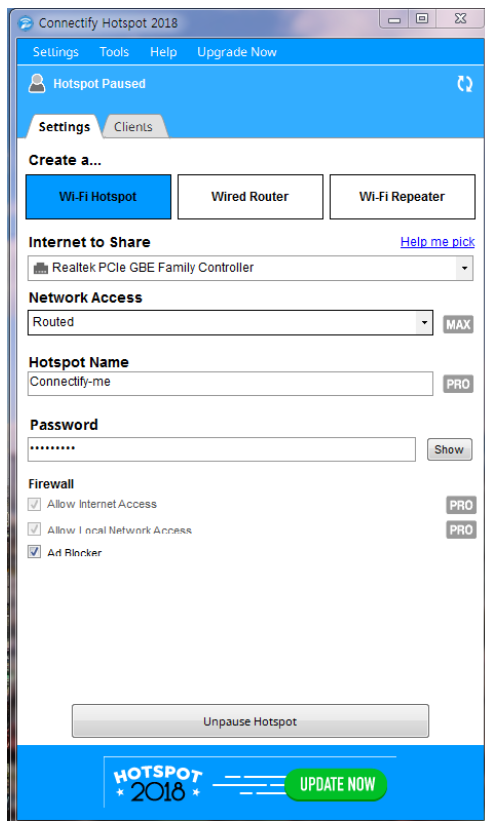 Connectify Hotspot 2018
Settings Tools Help Upgrade Now
Hotspot Paused
Settings Clients
Create a...
Wi-Fi Hotspot Wired Router Wi-Fi Repeater
Internet to Share Help me pick
Realtek PCIe GBE Family Controller
Network Access
Routed MAX
Hotspot Name
Connectify-me PRO
Password
••••••••• Show
Firewall
Allow Internet Access PRO
Allow Local Network Access PRO
Ad Blocker
Unpause Hotspot
HOTSPOT
2018 UPDATE NOW